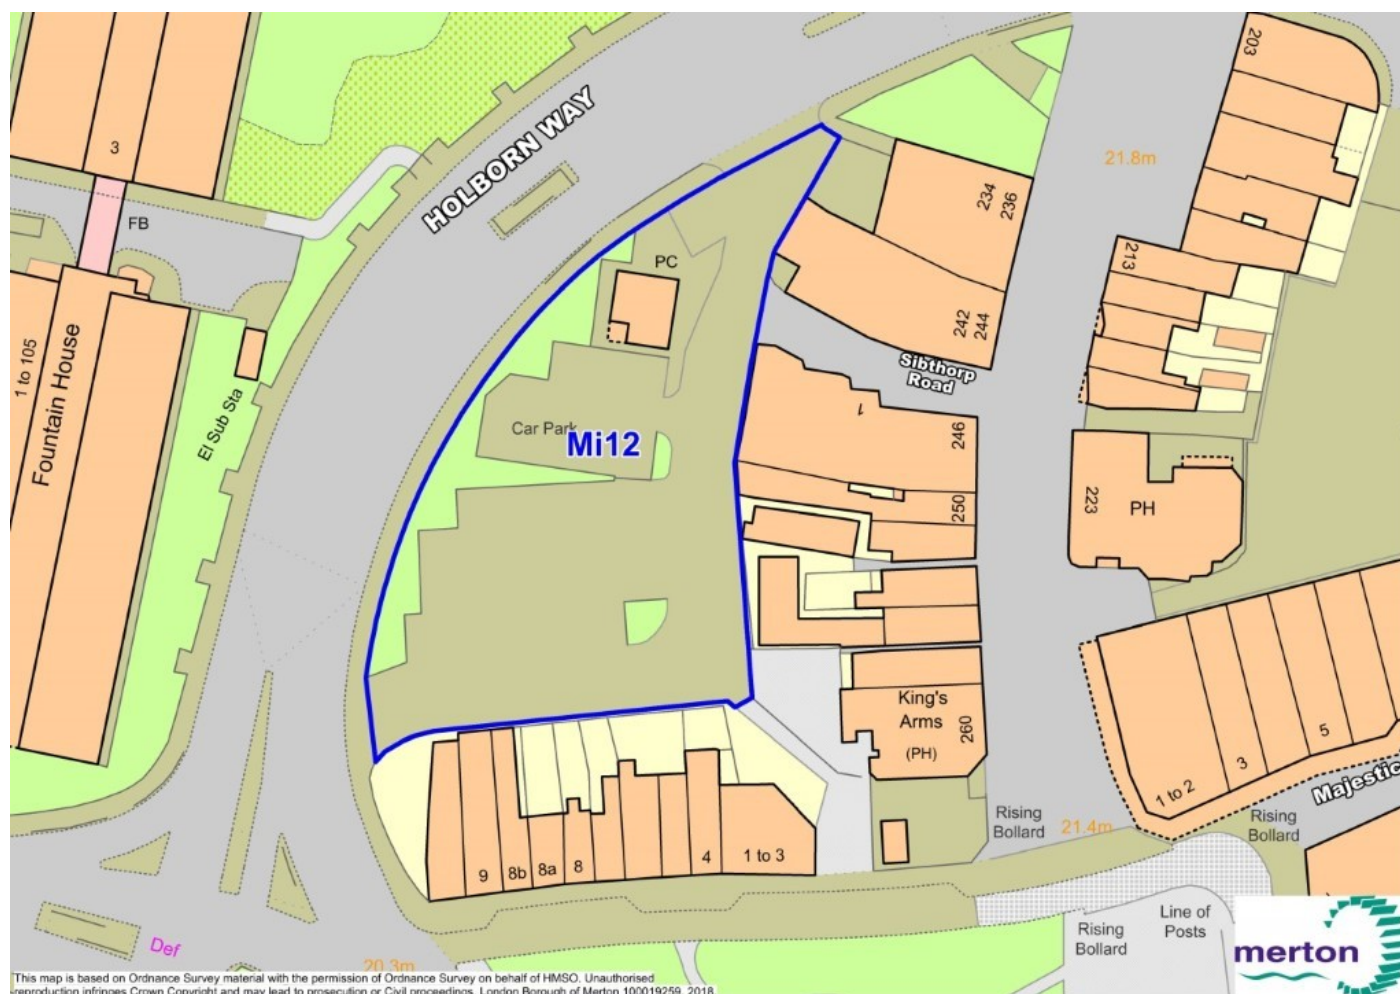 203
3
HOLBORN WAY
21.8m
234
236
FB
213
PC
242
244
1 to 105
Fountain House
El Sub Sta
Sibthorp
Road
1
Car Park
Mi12
246
250
223
PH
King's
Arms
(PH)
260
5
3
1 to 2
Majestic
Rising
Bollard
21.4m
Rising
Bollard
9
8b
8a
8
4
1 to 3
Line of
Posts
Rising
Bollard
Def
20.3m
merton
This map is based on Ordnance Survey material with the permission of Ordnance Survey on behalf of HMSO. Unauthorised
reproduction infringes Crown Copyright and may lead to prosecution or Civil proceedings. London Borough of Merton 100019259. 2018.